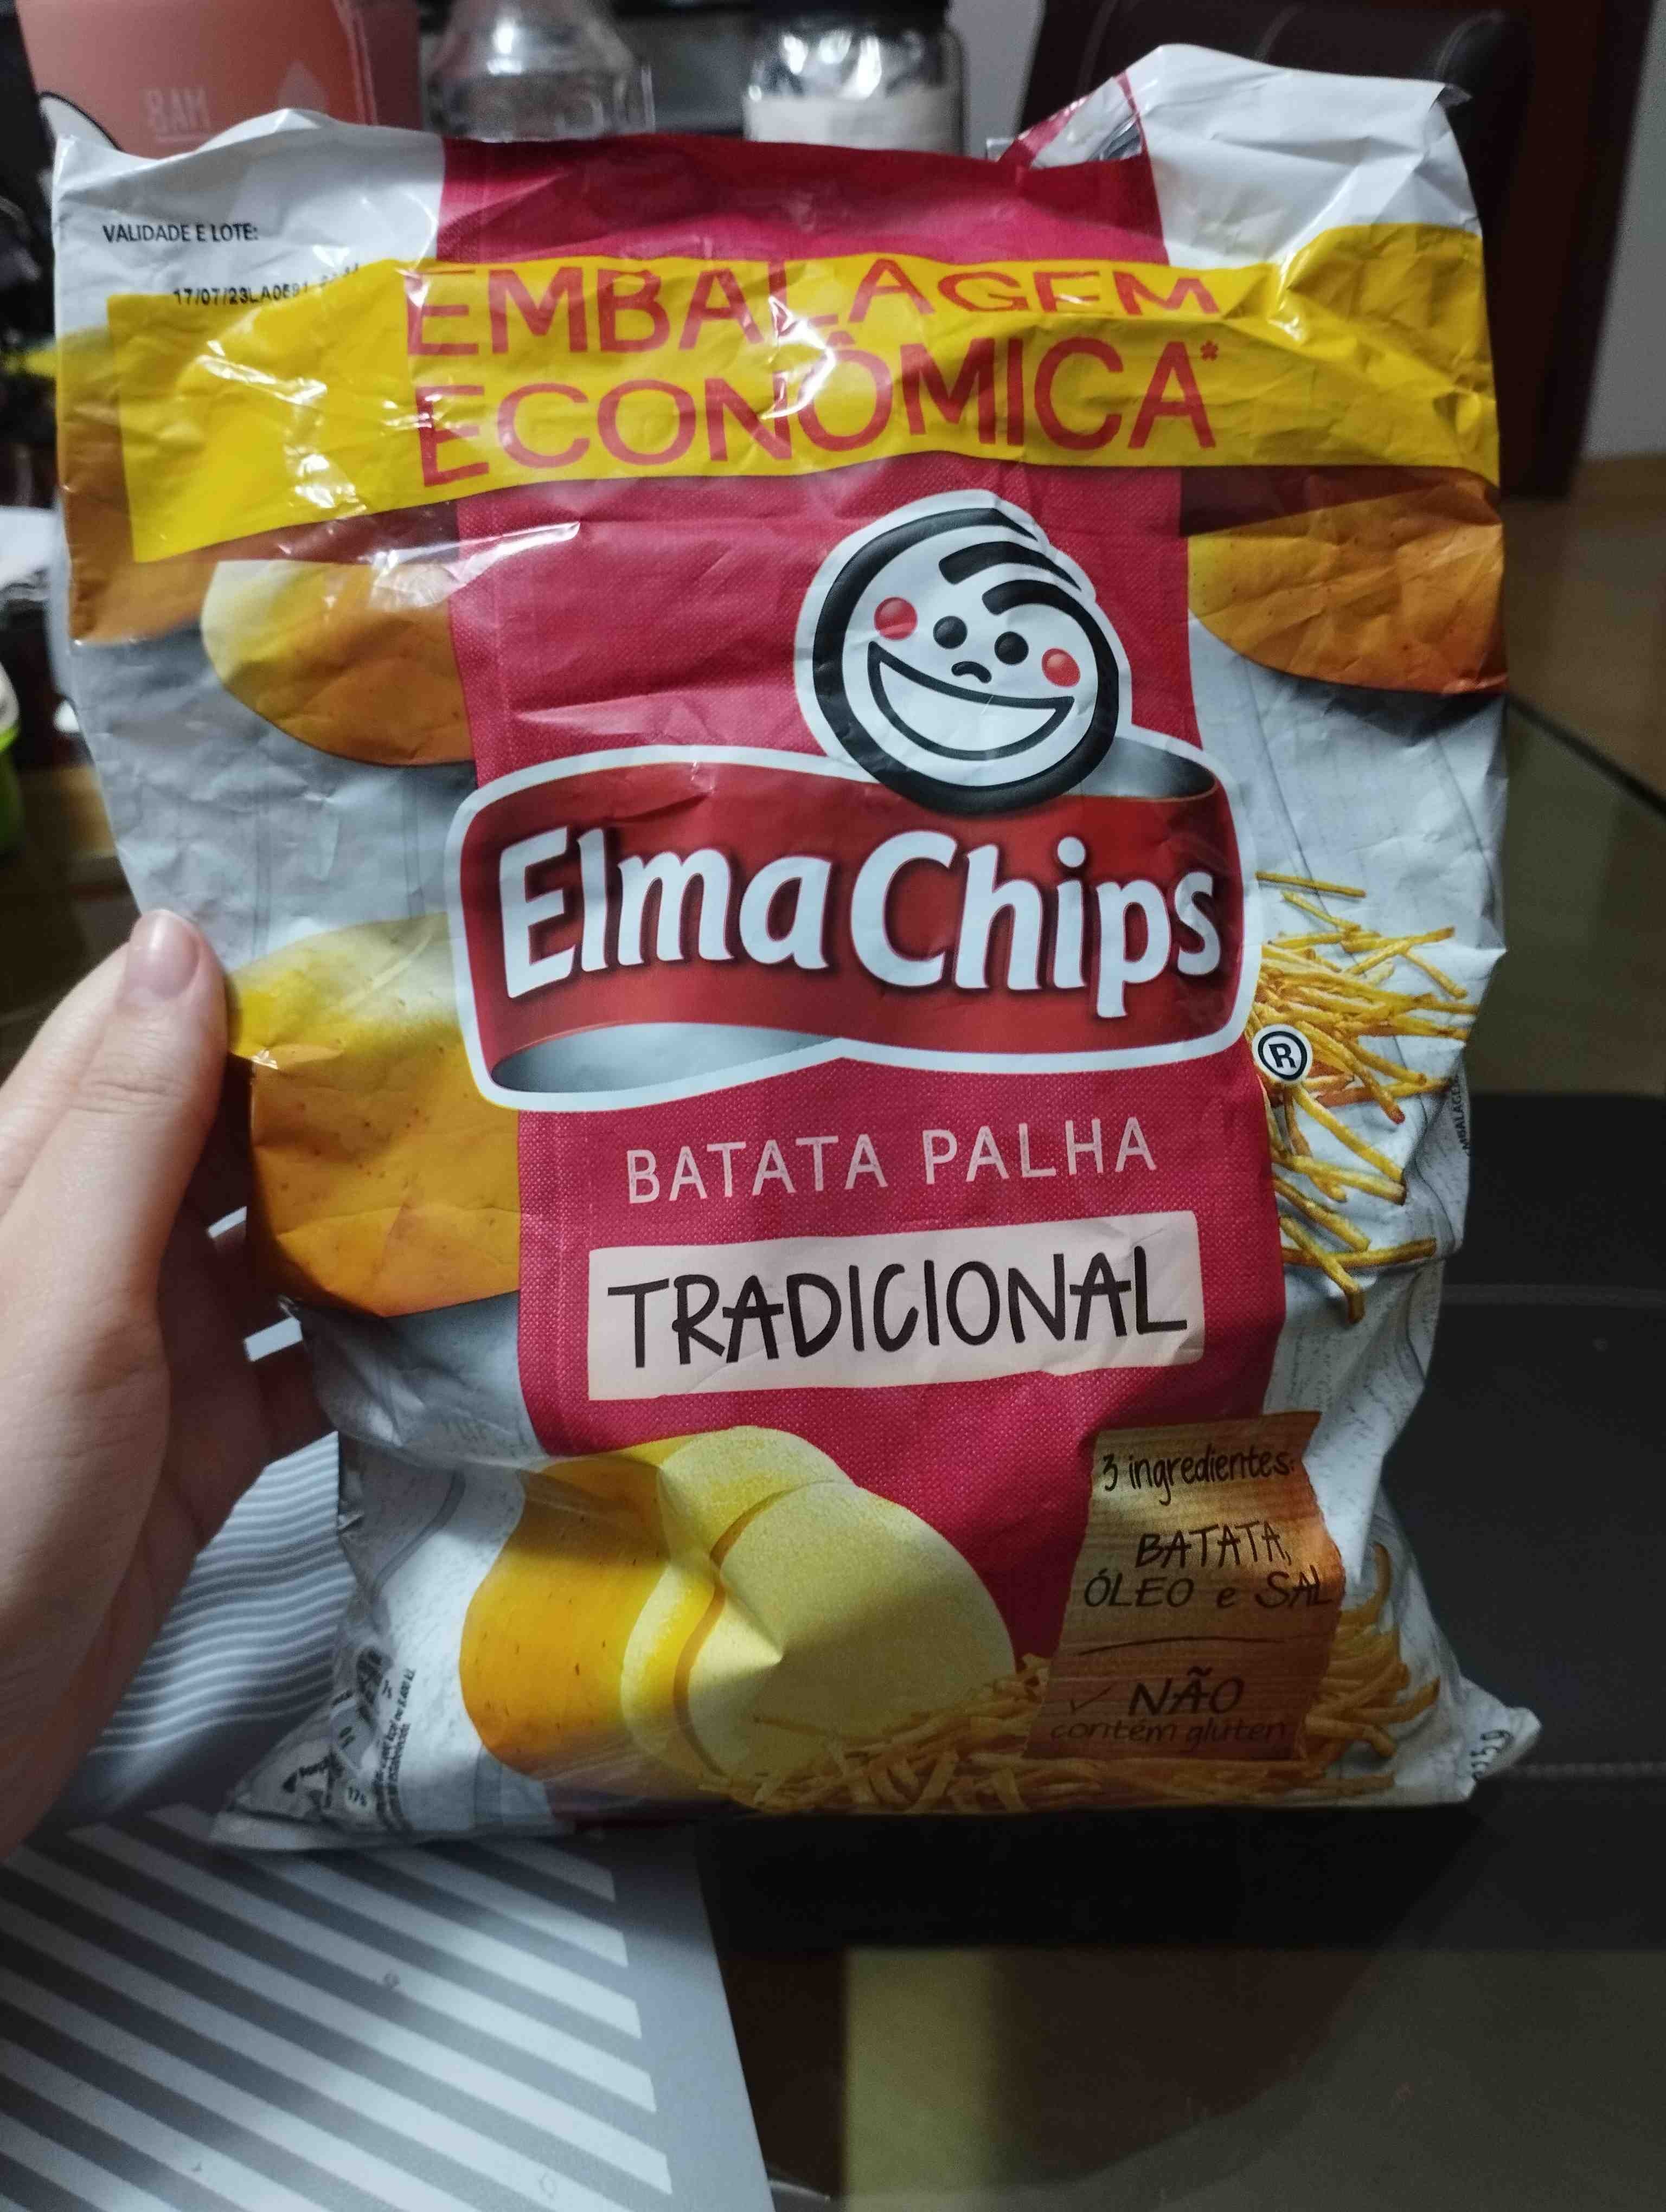 VALIDADE E LOTE:
EMBALAGEM
ECONÔMICA*
Elma Chips
®
BATATA PALHA
TRADICIONAL
3 ingredientes:
BATATA,
ÓLEO e SAL
✓ NÃO
contém glúten